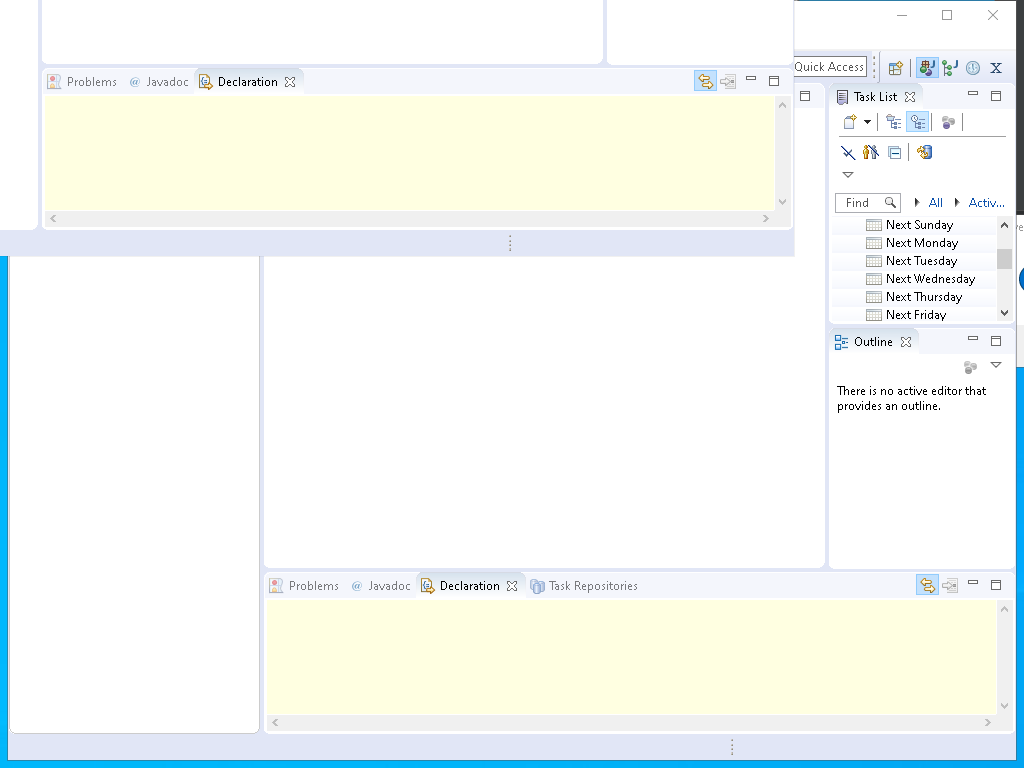 Problems @ Javadoc Declaration
Quick Access
Task List
Find All Activ...
Next Sunday
Next Monday
Next Tuesday
Next Wednesday
Next Thursday
Next Friday
Outline
There is no active editor that
provides an outline.
Problems @ Javadoc Declaration Task Repositories